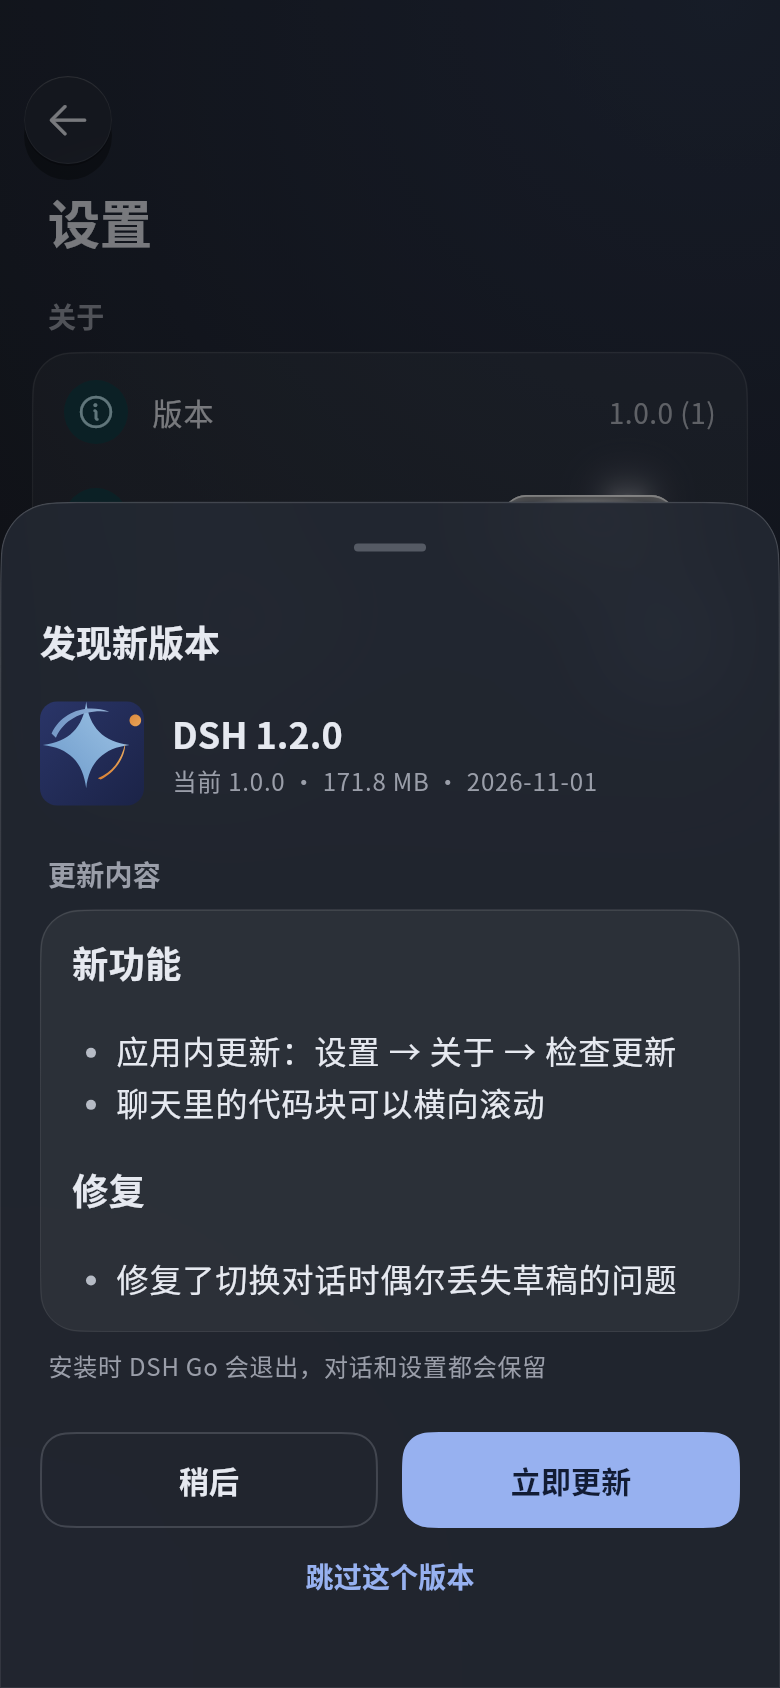 设置
关于
版本 1.0.0 (1)
发现新版本
DSH 1.2.0
当前 1.0.0 · 171.8 MB · 2026-11-01
更新内容
新功能
• 应用内更新：设置 → 关于 → 检查更新
• 聊天里的代码块可以横向滚动
修复
• 修复了切换对话时偶尔丢失草稿的问题
安装时 DSH Go 会退出，对话和设置都会保留
稍后 立即更新
跳过这个版本